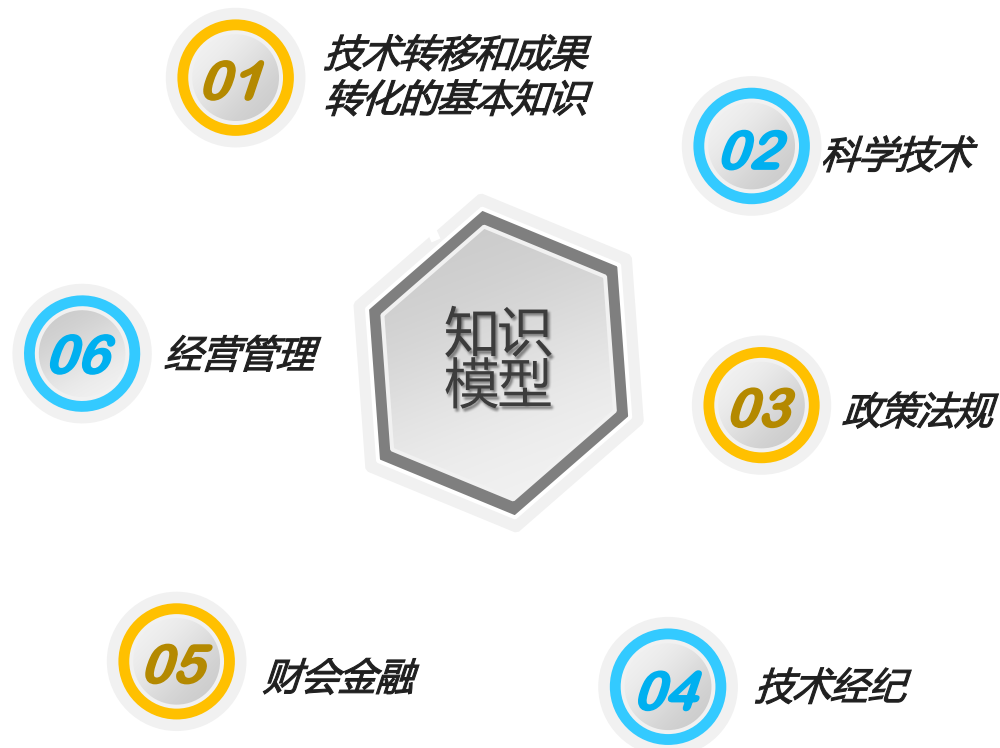 01
技术转移和成果
转化的基本知识
02
科学技术
知识
模型
06
经营管理
03
政策法规
05
财会金融
04
技术经纪